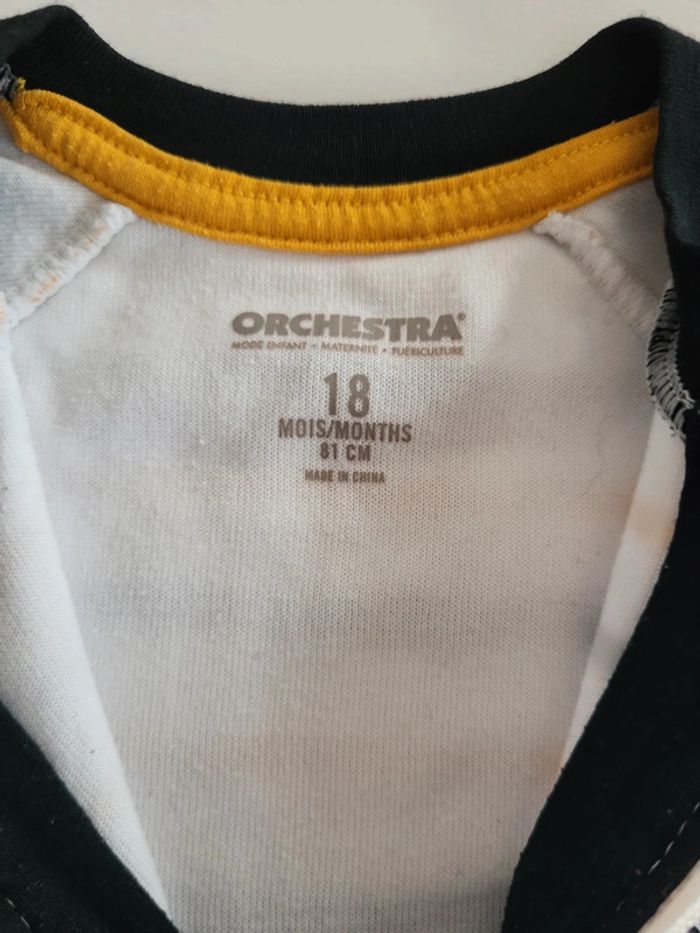 ORCHESTRA®
MODE ENFANT • MATERNITE • PUERICULTURE
18
MOIS/MONTHS
81 CM
MADE IN CHINA